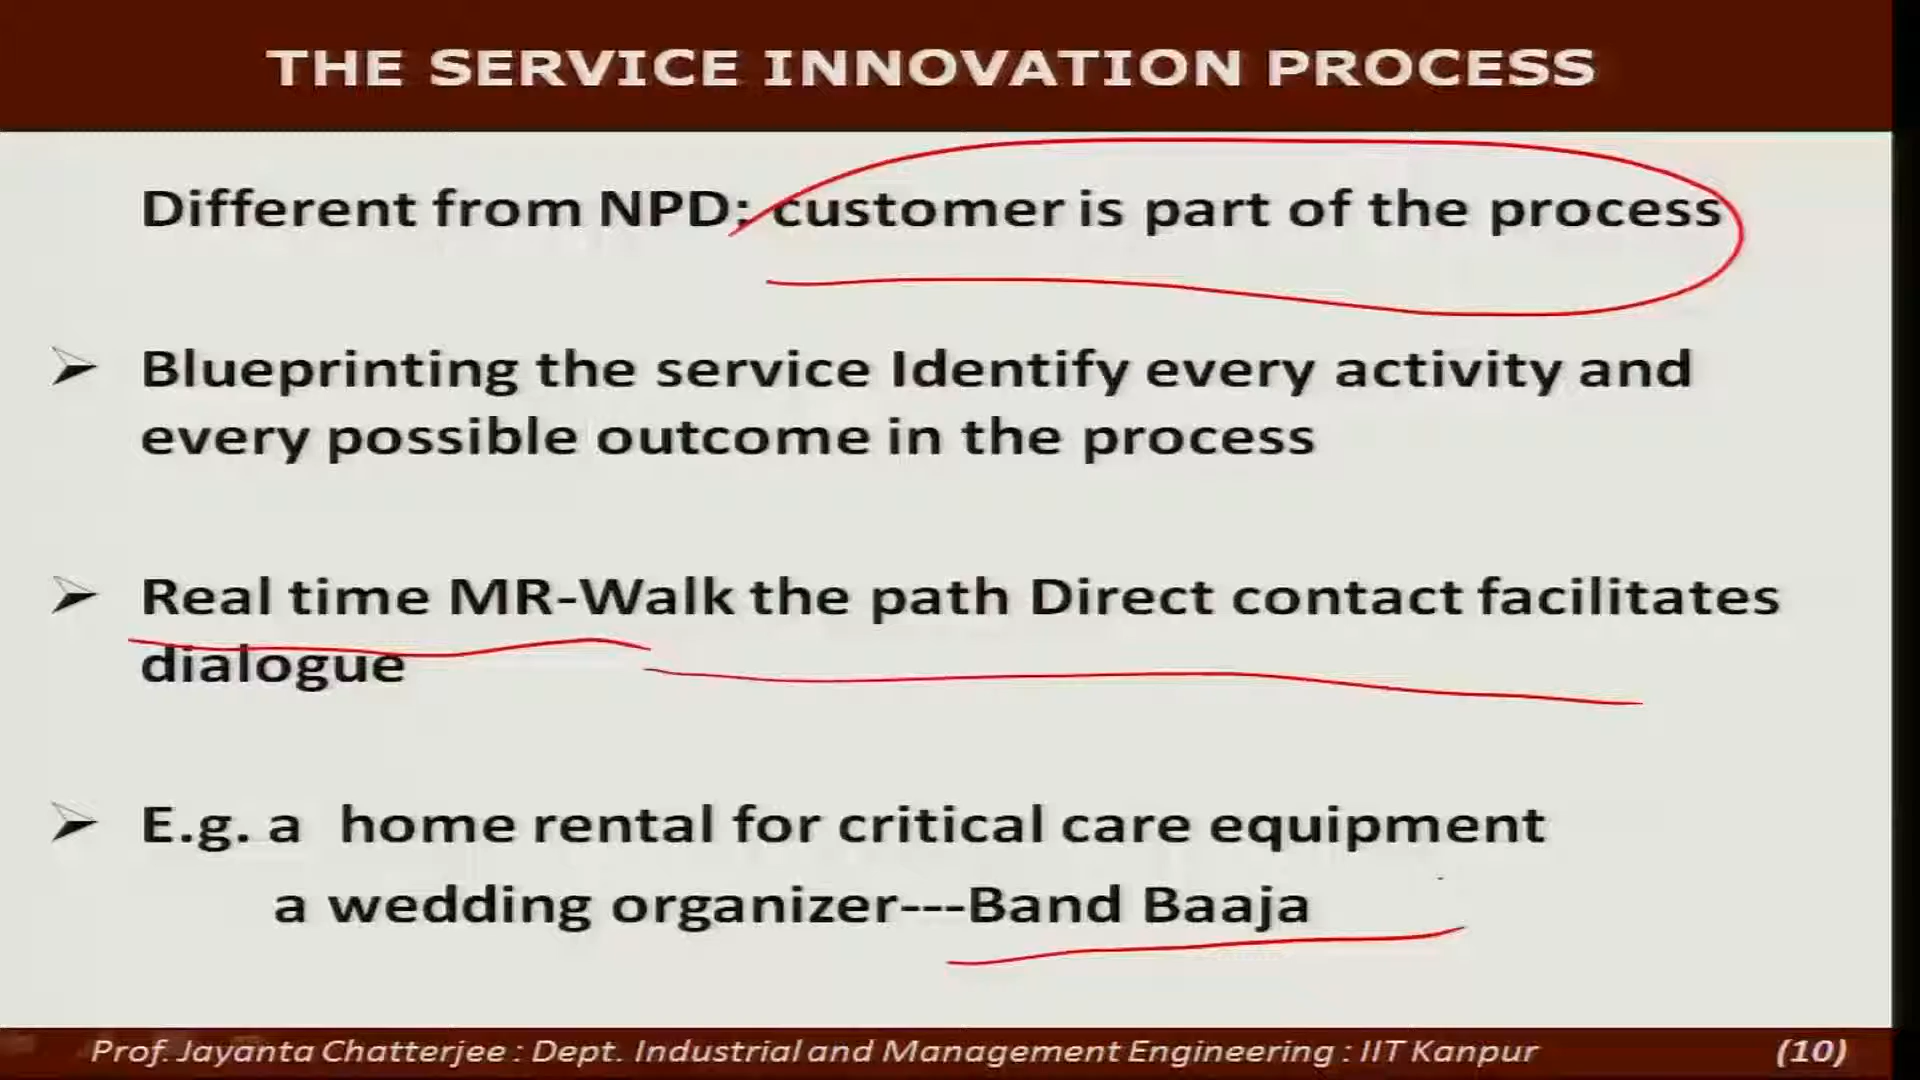 THE SERVICE INNOVATION PROCESS
Different from NPD; customer is part of the process
Blueprinting the service Identify every activity and
every possible outcome in the process
Real time MR-Walk the path Direct contact facilitates
dialogue
E.g. a home rental for critical care equipment
a wedding organizer---Band Baaja
Prof. Jayanta Chatterjee : Dept. Industrial and Management Engineering : IIT Kanpur (10)